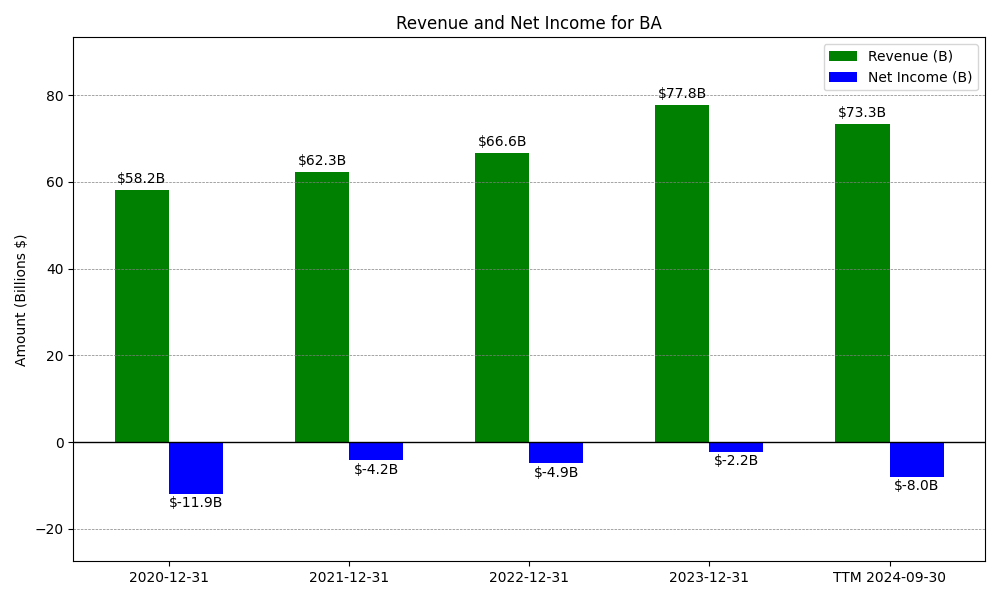 Revenue and Net Income for BA
Revenue (B)
Net Income (B)
Amount (Billions $)
80
60
40
20
0
−20
$58.2B
$62.3B
$66.6B
$77.8B
$73.3B
$-11.9B
$-4.2B
$-4.9B
$-2.2B
$-8.0B
2020-12-31
2021-12-31
2022-12-31
2023-12-31
TTM 2024-09-30